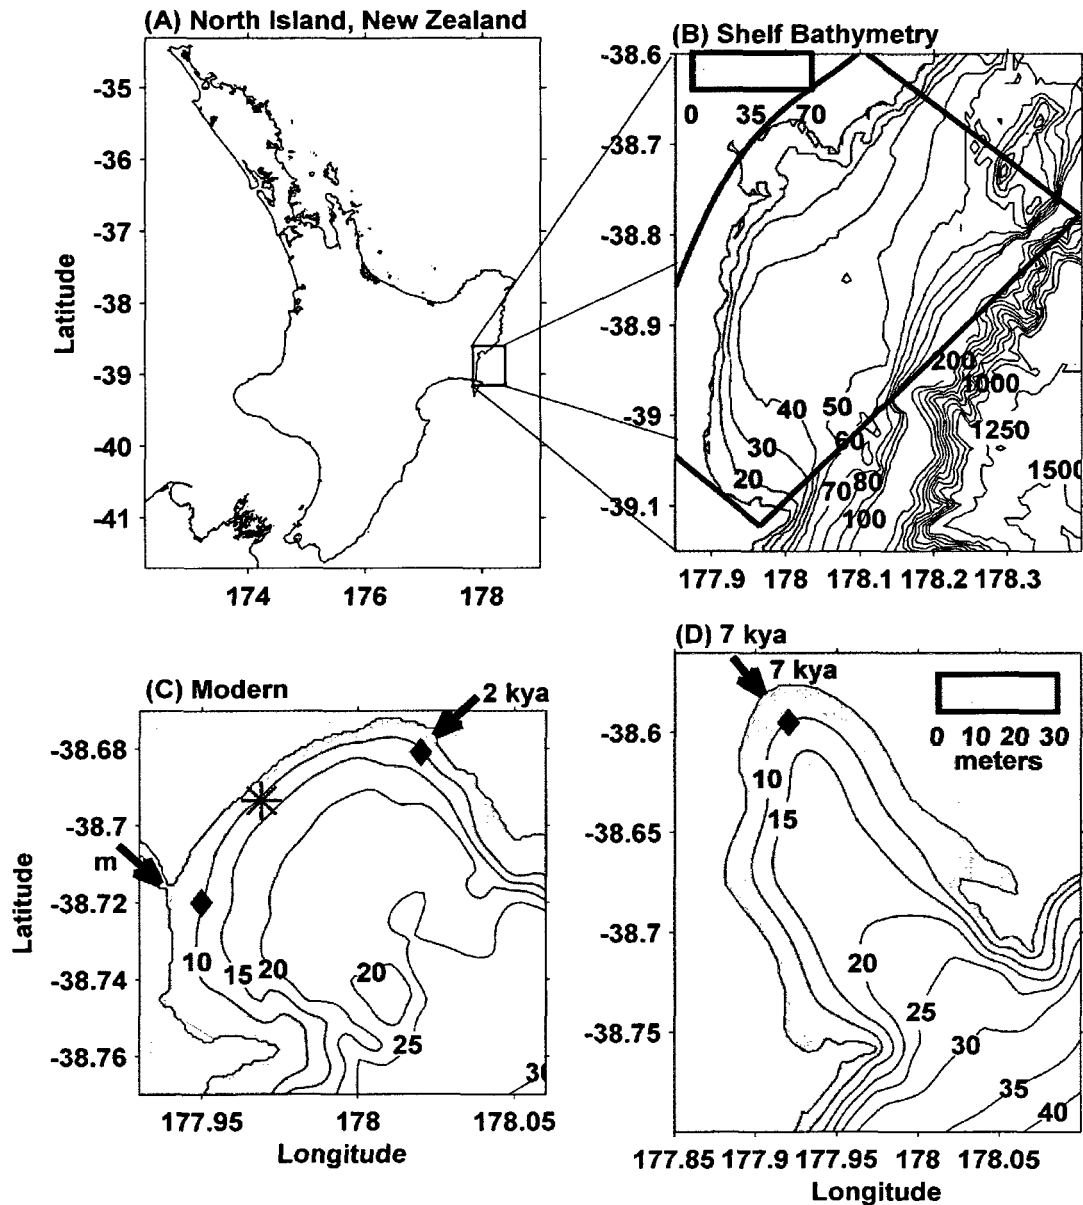 (A) North Island, New Zealand
-35
-36
-37
-38
-39
-40
-41
Latitude
174 176 178
(B) Shelf Bathymetry
-38.6
-38.7
-38.8
-38.9
-39
-39.1
0 35 70
200
1000
1250
1500
40 50
60
30
20
70 80
100
177.9 178 178.1 178.2 178.3
(C) Modern
2 kya
m
-38.68
-38.7
-38.72
-38.74
-38.76
Latitude
10 15 20 20
25
177.95 178 178.05
Longitude
(D) 7 kya
7 kya
-38.6
-38.65
-38.7
-38.75
0 10 20 30
meters
10
15
20
25
30
35
40
177.85 177.9 177.95 178 178.05
Longitude